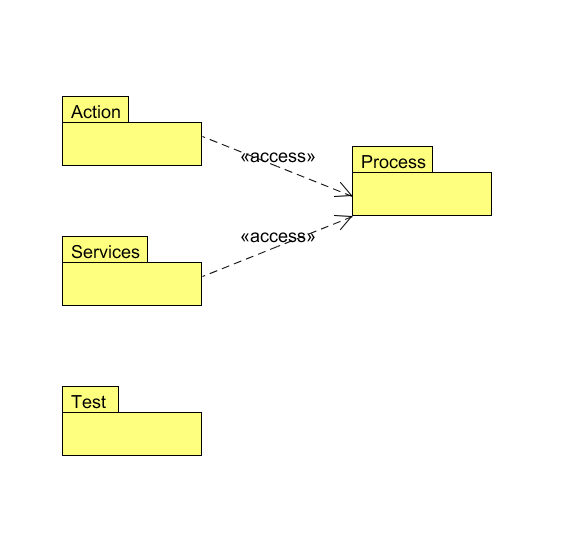 Action
«access»
Process
«access»
Services
Test